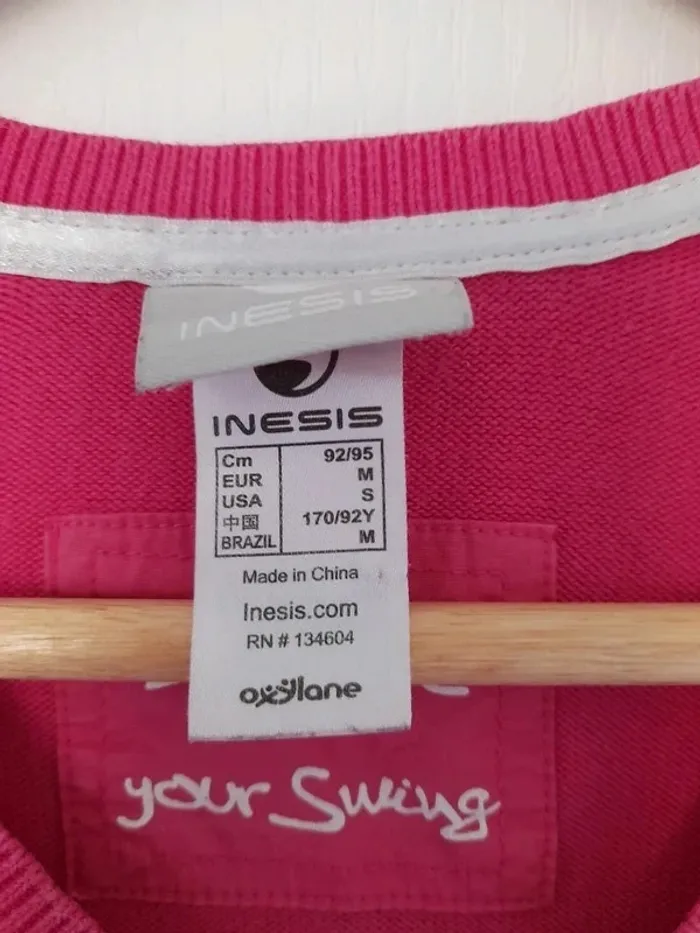 INESIS
INESIS
Cm 92/95
EUR M
USA S
中国 170/92Y
BRAZIL M
Made in China
Inesis.com
RN # 134604
oxylane
your Swing